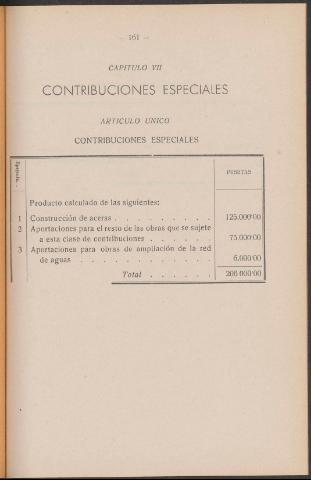 — 161 —
CAPITULO VII
CONTRIBUCIONES ESPECIALES
ARTICULO UNICO
CONTRIBUCIONES ESPECIALES
PESETAS
Producto calculado de las siguientes:
1 Construcción de aceras . . . . . . . . . 125.000'00
2 Aportaciones para el resto de las obras que se sujete
a esta clase de contribuciones . . . . . . 75.000'00
3 Aportaciones para obras de ampliación de la red
de aguas . . . . . . . . . . . . . 6.000'00
Total . . . . . . 206 000'00